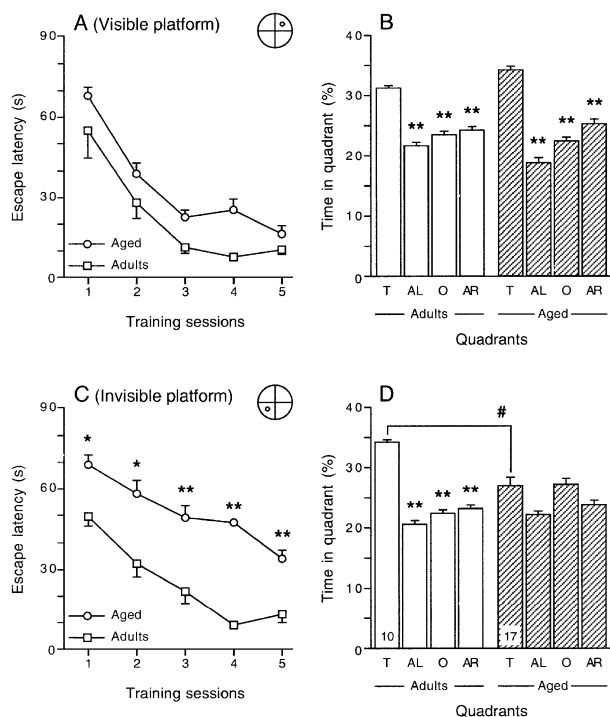 A (Visible platform)
90
60
30
0
Escape latency (s)
Aged
Adults
1 2 3 4 5
Training sessions
B
40
30
20
10
0
Time in quadrant (%)
** ** **
** ** **
T AL O AR T AL O AR
Adults Aged
Quadrants
C (Invisible platform)
90
60
30
0
Escape latency (s)
* * ** ** **
Aged
Adults
1 2 3 4 5
Training sessions
D
40
30
20
10
0
Time in quadrant (%)
#
** ** **
10 17
T AL O AR T AL O AR
Adults Aged
Quadrants